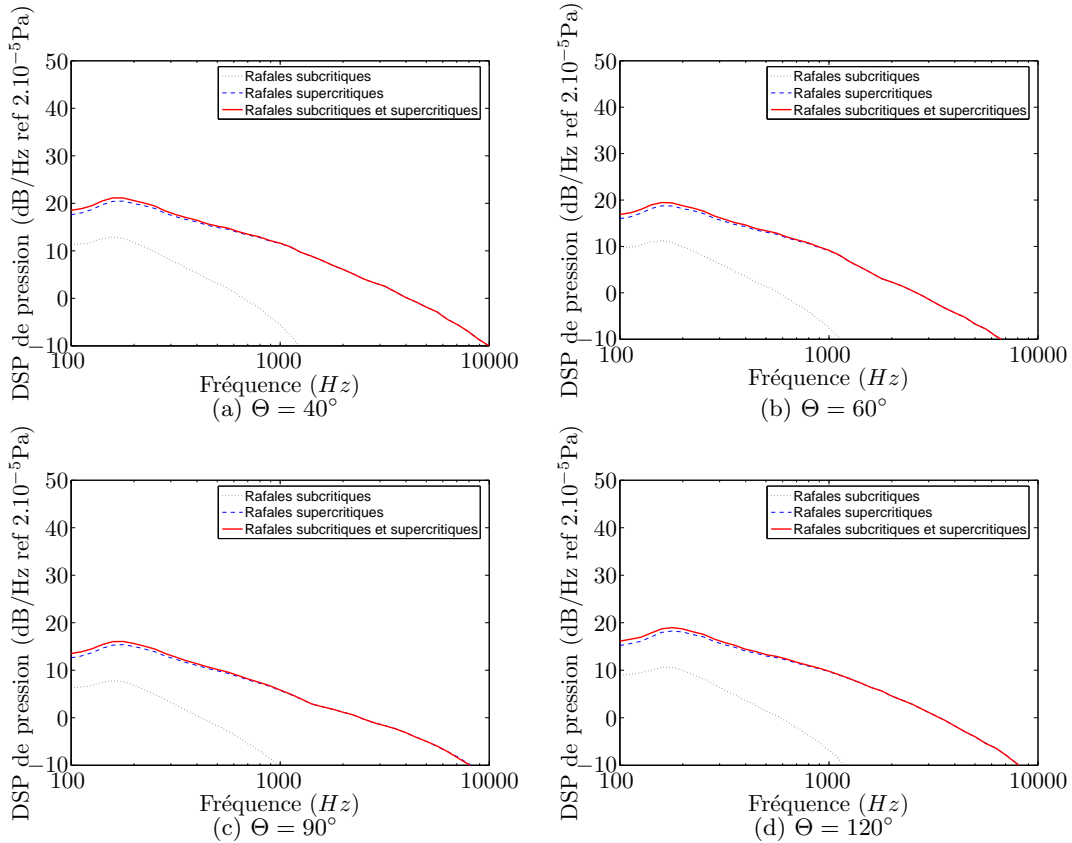 DSP de pression (dB/Hz ref 2.10⁻⁵Pa)
50
40
30
20
10
0
−10
Rafales subcritiques
Rafales supercritiques
Rafales subcritiques et supercritiques
100
1000
10000
Fréquence (Hz)
(a) Θ = 40°
DSP de pression (dB/Hz ref 2.10⁻⁵Pa)
50
40
30
20
10
0
−10
Rafales subcritiques
Rafales supercritiques
Rafales subcritiques et supercritiques
100
1000
10000
Fréquence (Hz)
(b) Θ = 60°
DSP de pression (dB/Hz ref 2.10⁻⁵Pa)
50
40
30
20
10
0
−10
Rafales subcritiques
Rafales supercritiques
Rafales subcritiques et supercritiques
100
1000
10000
Fréquence (Hz)
(c) Θ = 90°
DSP de pression (dB/Hz ref 2.10⁻⁵Pa)
50
40
30
20
10
0
−10
Rafales subcritiques
Rafales supercritiques
Rafales subcritiques et supercritiques
100
1000
10000
Fréquence (Hz)
(d) Θ = 120°